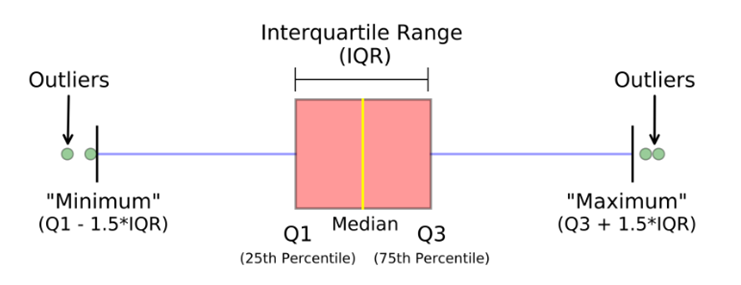 Interquartile Range
(IQR)
Outliers
Outliers
"Minimum"
(Q1 - 1.5*IQR)
"Maximum"
(Q3 + 1.5*IQR)
Q1
Median
Q3
(25th Percentile)
(75th Percentile)